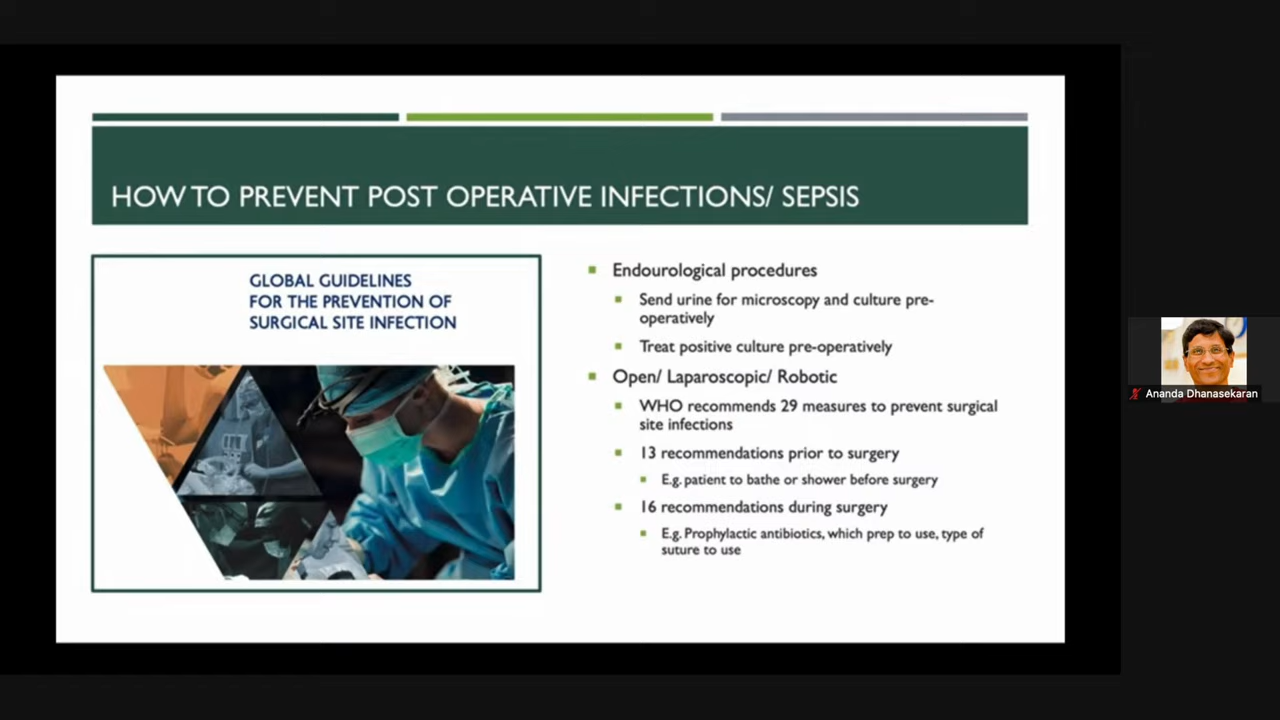 HOW TO PREVENT POST OPERATIVE INFECTIONS/ SEPSIS
GLOBAL GUIDELINES
FOR THE PREVENTION OF
SURGICAL SITE INFECTION
Endourological procedures
Send urine for microscopy and culture pre-
operatively
Treat positive culture pre-operatively
Open/ Laparoscopic/ Robotic
WHO recommends 29 measures to prevent surgical
site infections
13 recommendations prior to surgery
E.g. patient to bathe or shower before surgery
16 recommendations during surgery
E.g. Prophylactic antibiotics, which prep to use, type of
suture to use
Ananda Dhanasekaran